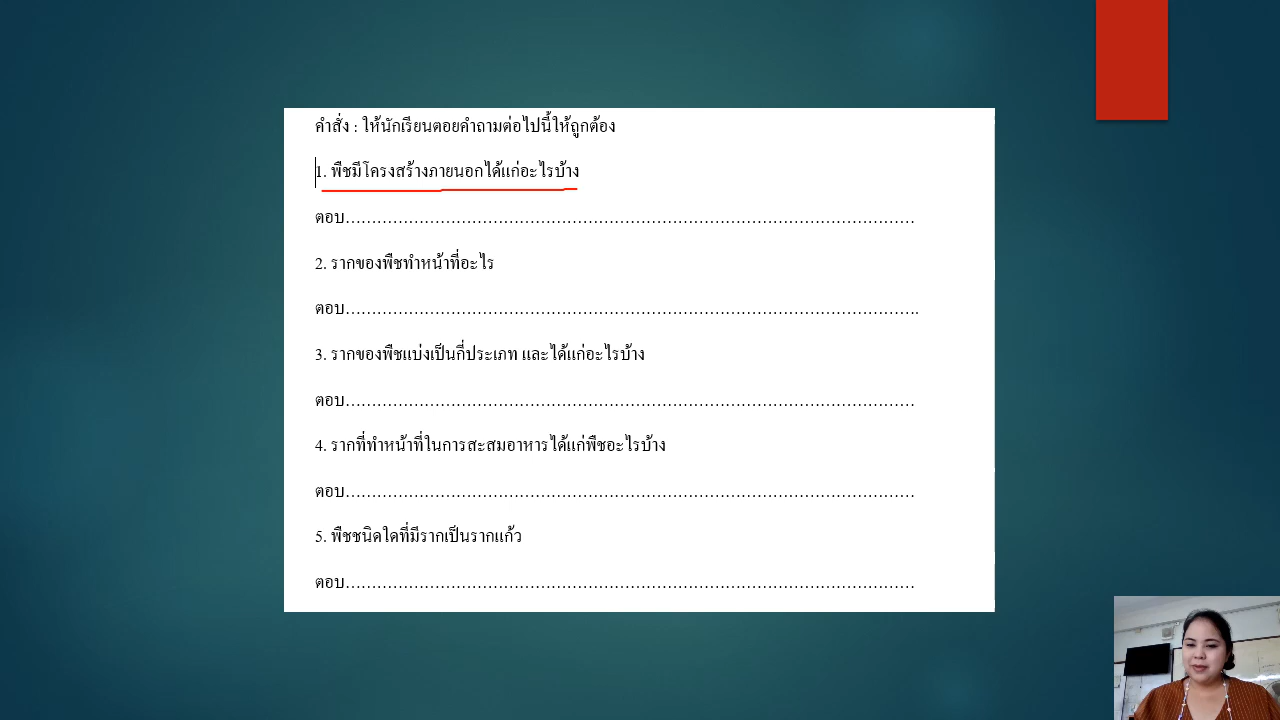 คำสั่ง : ให้นักเรียนตอยคำถามต่อไปนี้ให้ถูกต้อง
1. พืชมีโครงสร้างภายนอกได้แก่อะไรบ้าง
ตอบ……………………………………………………………………………………………
2. รากของพืชทำหน้าที่อะไร
ตอบ…………………………………………………………………………………………….
3. รากของพืชแบ่งเป็นกี่ประเภท และได้แก่อะไรบ้าง
ตอบ……………………………………………………………………………………………
4. รากที่ทำหน้าที่ในการสะสมอาหารได้แก่พืชอะไรบ้าง
ตอบ……………………………………………………………………………………………
5. พืชชนิดใดที่มีรากเป็นรากแก้ว
ตอบ……………………………………………………………………………………………